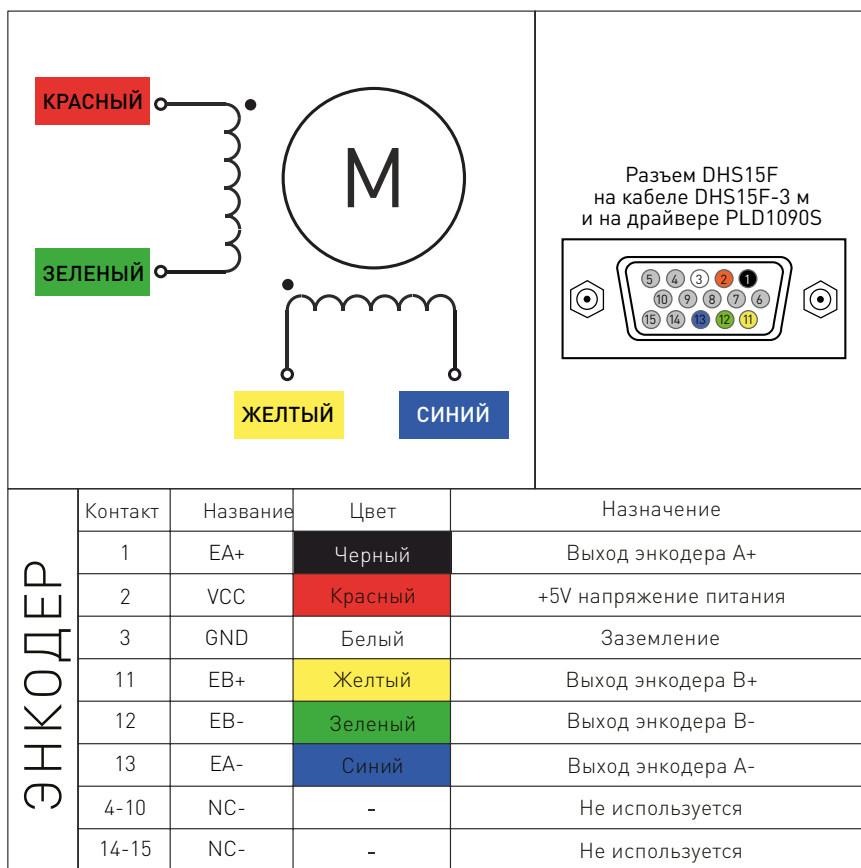 КРАСНЫЙ
ЗЕЛЕНЫЙ
M
ЖЕЛТЫЙ
СИНИЙ
Разъем DHS15F
на кабеле DHS15F-3 м
и на драйвере PLD1090S
5 4 3 2 1
10 9 8 7 6
15 14 13 12 11
ЭНКОДЕР
Контакт Название Цвет Назначение
1 EA+ Черный Выход энкодера A+
2 VCC Красный +5V напряжение питания
3 GND Белый Заземление
11 EB+ Желтый Выход энкодера B+
12 EB- Зеленый Выход энкодера B-
13 EA- Синий Выход энкодера A-
4-10 NC- - Не используется
14-15 NC- - Не используется